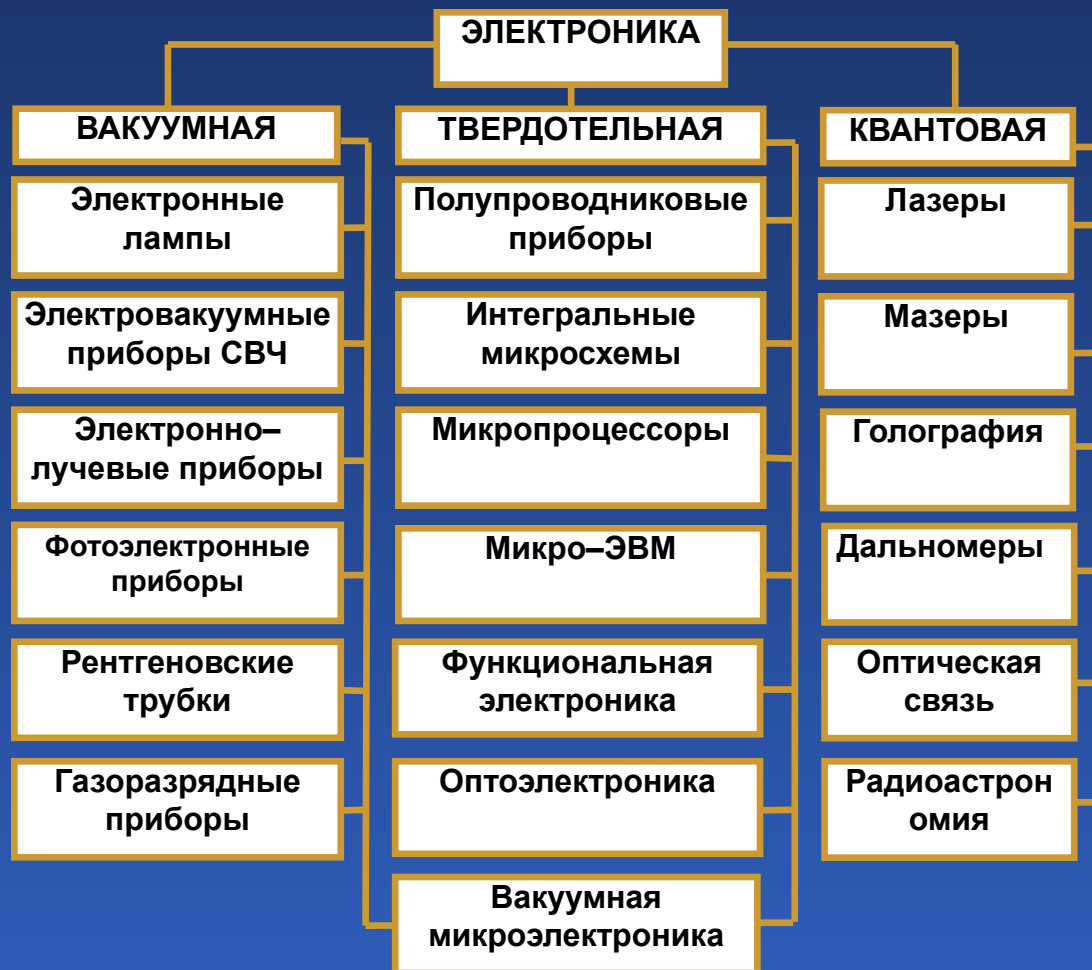 ЭЛЕКТРОНИКА
ВАКУУМНАЯ
Электронные
лампы
Электровакуумные
приборы СВЧ
Электронно–
лучевые приборы
Фотоэлектронные
приборы
Рентгеновские
трубки
Газоразрядные
приборы
ТВЕРДОТЕЛЬНАЯ
Полупроводниковые
приборы
Интегральные
микросхемы
Микропроцессоры
Микро–ЭВМ
Функциональная
электроника
Оптоэлектроника
Вакуумная
микроэлектроника
КВАНТОВАЯ
Лазеры
Мазеры
Голография
Дальномеры
Оптическая
связь
Радиоастрон
омия